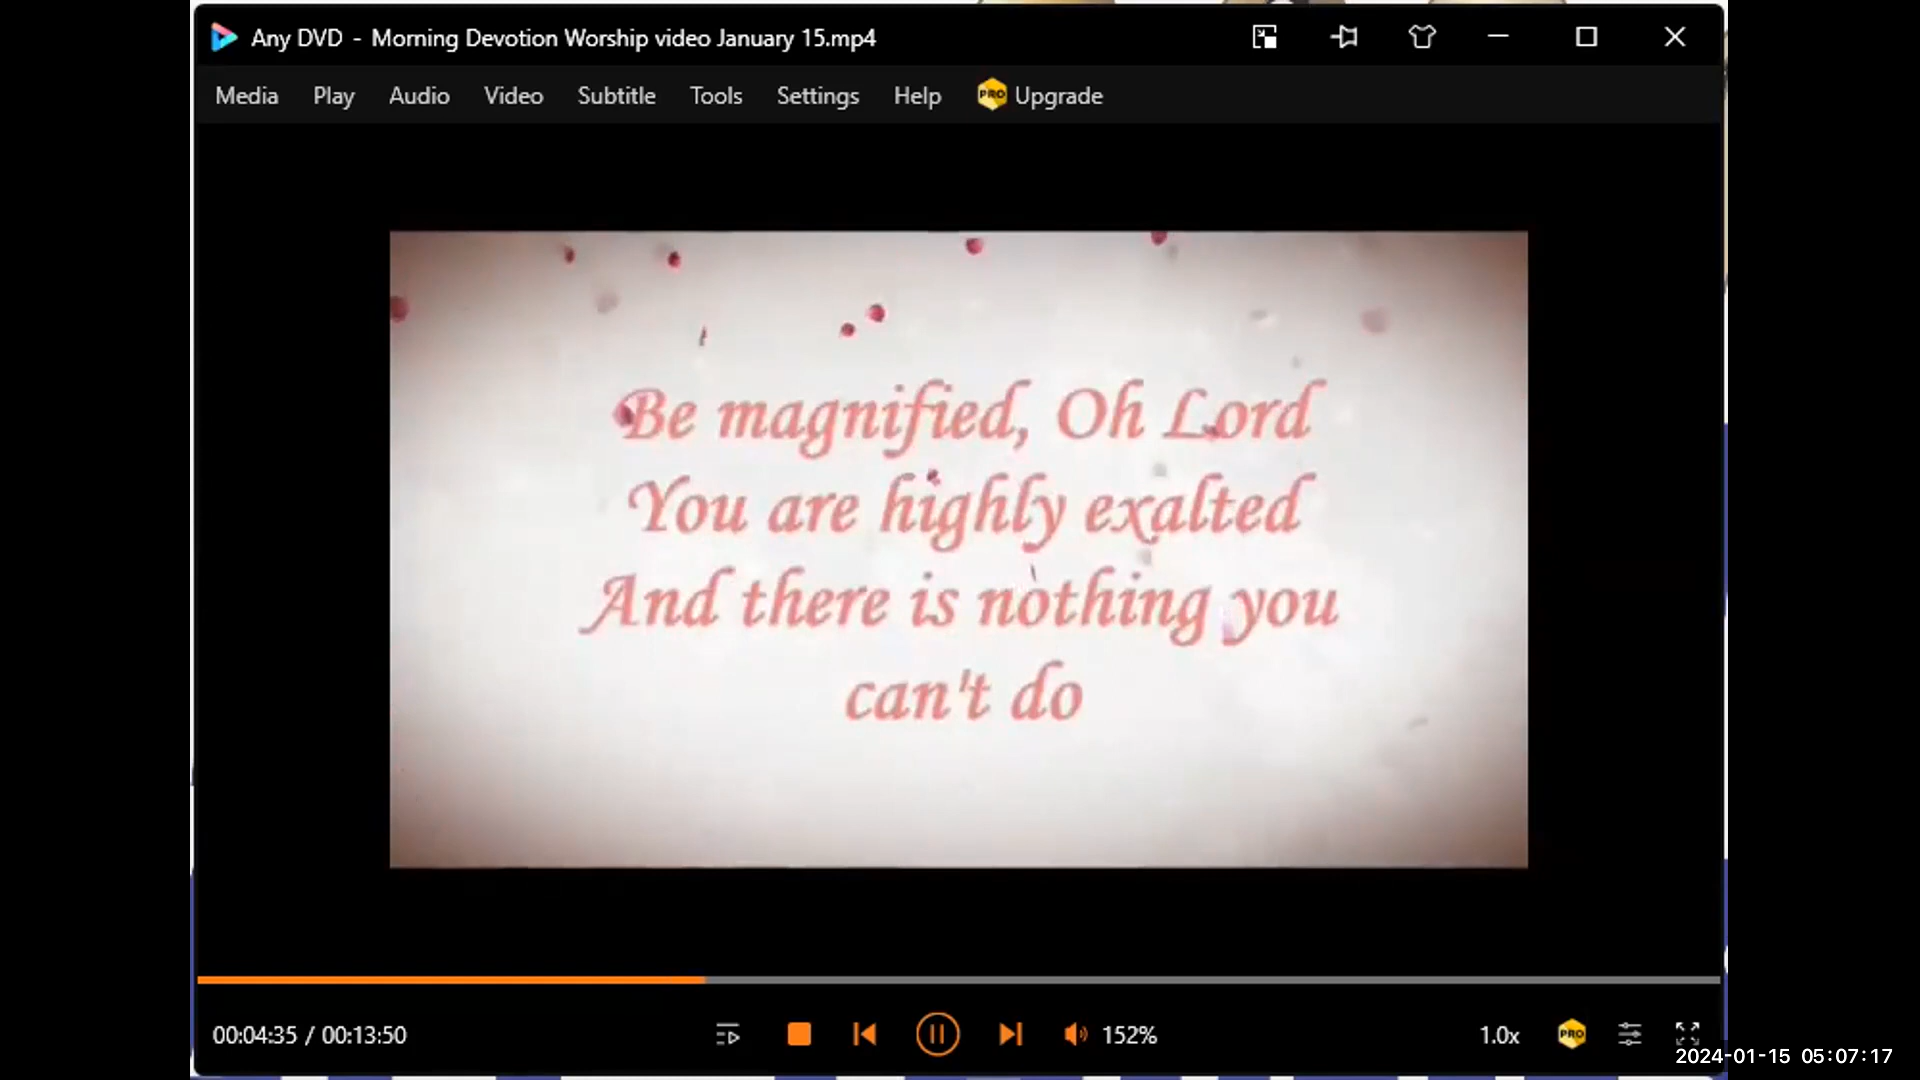 Any DVD - Morning Devotion Worship video January 15.mp4
Media Play Audio Video Subtitle Tools Settings Help PRO Upgrade
Be magnified, Oh Lord
You are highly exalted
And there is nothing you
can't do
00:04:35 / 00:13:50 152% 1.0x PRO
2024-01-15 05:07:17